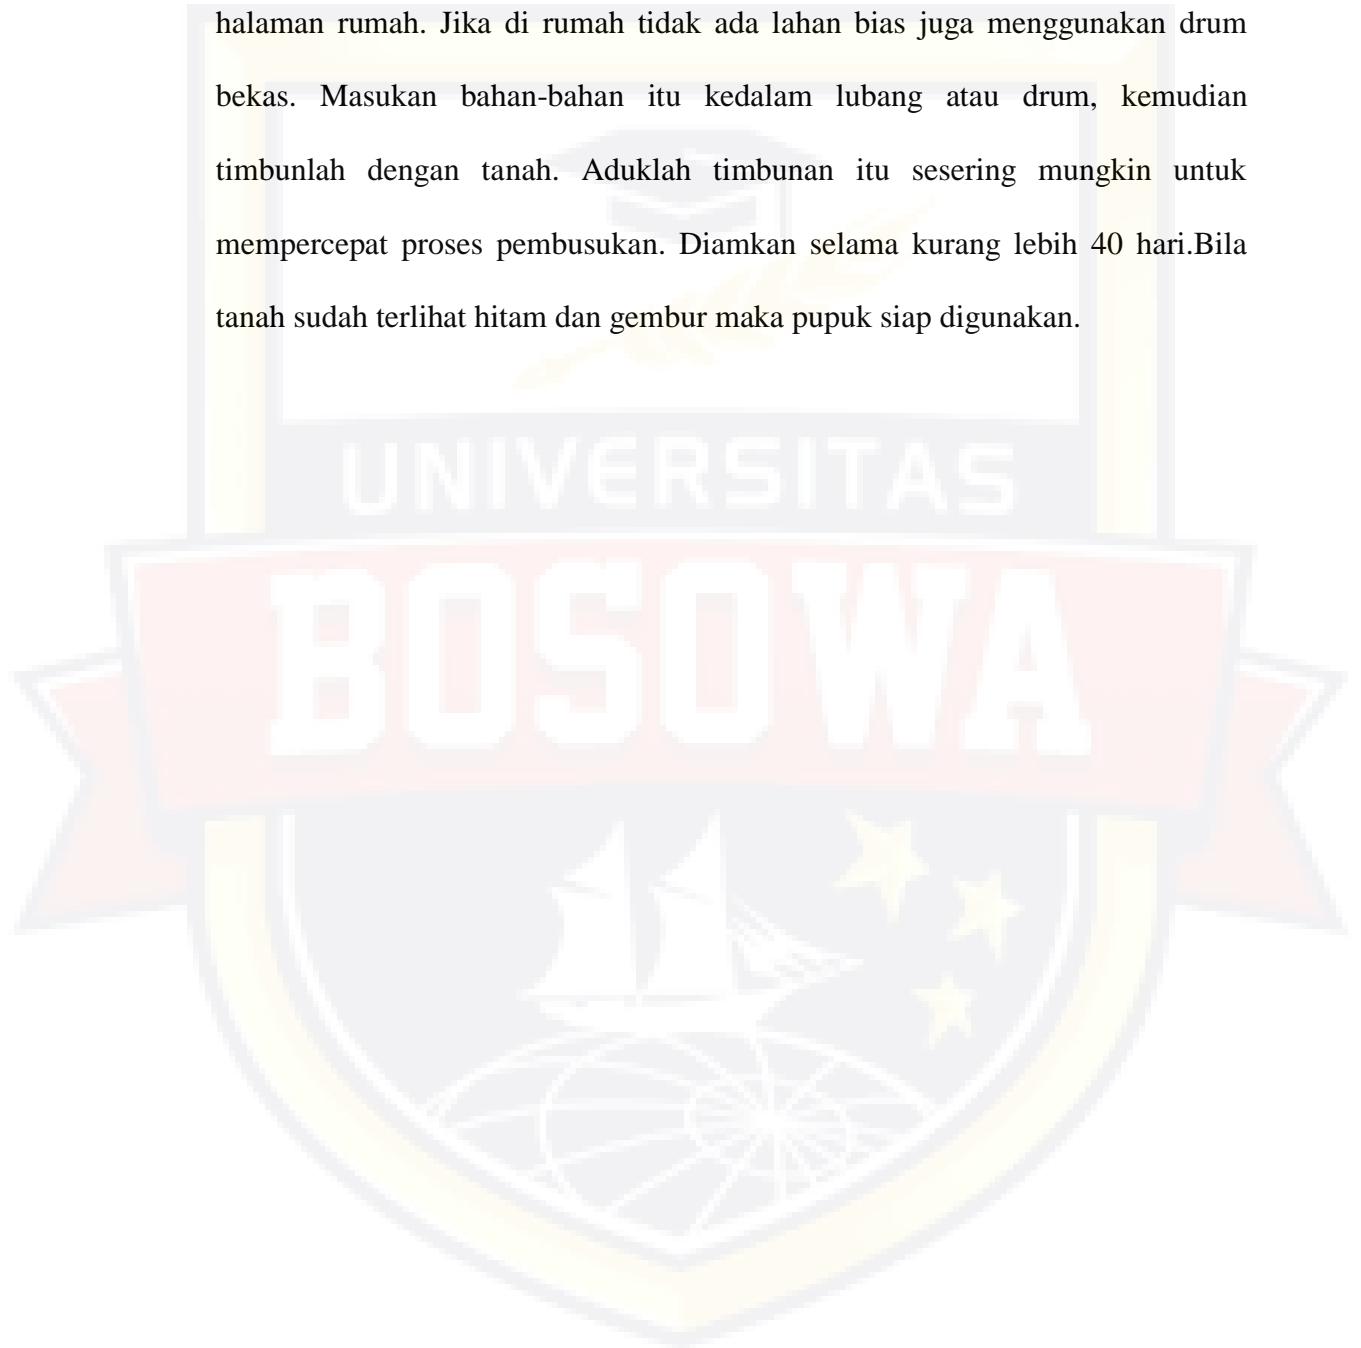 halaman rumah. Jika di rumah tidak ada lahan bias juga menggunakan drum
bekas. Masukan bahan-bahan itu kedalam lubang atau drum, kemudian
timbunlah dengan tanah. Aduklah timbunan itu sesering mungkin untuk
mempercepat proses pembusukan. Diamkan selama kurang lebih 40 hari.Bila
tanah sudah terlihat hitam dan gembur maka pupuk siap digunakan.
UNIVERSITAS
BOSOWA